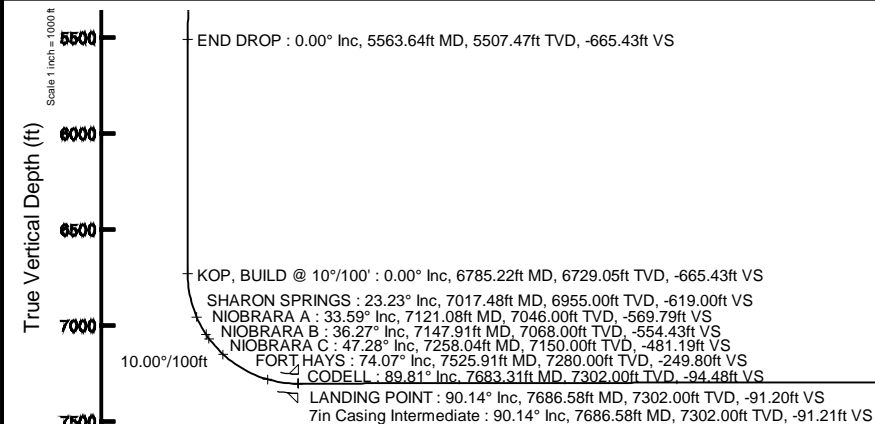 5500
Scale 1 inch = 1000 ft
END DROP : 0.00° Inc, 5563.64ft MD, 5507.47ft TVD, -665.43ft VS
True Vertical Depth (ft)
6000
6500
KOP, BUILD @ 10°/100' : 0.00° Inc, 6785.22ft MD, 6729.05ft TVD, -665.43ft VS
SHARON SPRINGS : 23.23° Inc, 7017.48ft MD, 6955.00ft TVD, -619.00ft VS
7000
NIOBRARA A : 33.59° Inc, 7121.08ft MD, 7046.00ft TVD, -569.79ft VS
NIOBRARA B : 36.27° Inc, 7147.91ft MD, 7068.00ft TVD, -554.43ft VS
NIOBRARA C : 47.28° Inc, 7258.04ft MD, 7150.00ft TVD, -481.19ft VS
10.00°/100ft
FORT HAYS : 74.07° Inc, 7525.91ft MD, 7280.00ft TVD, -249.80ft VS
CODELL : 89.81° Inc, 7683.31ft MD, 7302.00ft TVD, -94.48ft VS
LANDING POINT : 90.14° Inc, 7686.58ft MD, 7302.00ft TVD, -91.20ft VS
7in Casing Intermediate : 90.14° Inc, 7686.58ft MD, 7302.00ft TVD, -91.21ft VS
7500